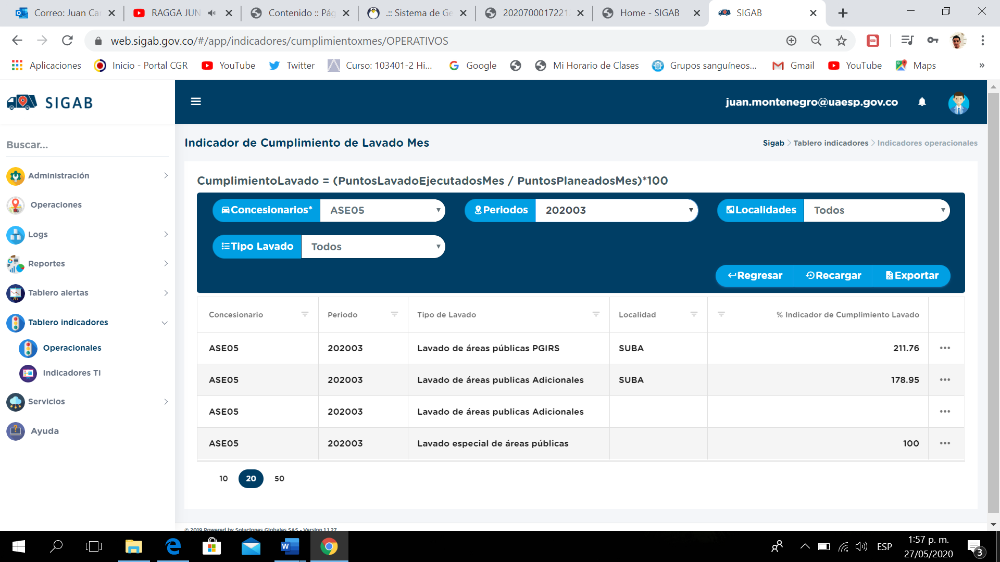 Correo: Juan Ca
RAGGA JUN
Contenido :: Pág
.:: Sistema de Ge
2020700017221
Home - SIGAB
SIGAB
web.sigab.gov.co/#/app/indicadores/cumplimientoxmes/OPERATIVOS
Aplicaciones
Inicio - Portal CGR
YouTube
Twitter
Curso: 103401-2 Hi...
Google
Mi Horario de Clases
Grupos sanguíneos...
Gmail
YouTube
Maps
»
SIGAB
juan.montenegro@uaesp.gov.co
Buscar...
Administración
Operaciones
Logs
Reportes
Tablero alertas
Tablero indicadores
Operacionales
Indicadores TI
Servicios
Ayuda
Indicador de Cumplimiento de Lavado Mes
Sigab > Tablero indicadores > Indicadores operacionales
CumplimientoLavado = (PuntosLavadoEjecutadosMes / PuntosPlaneadosMes)*100
Concesionarios* ASE05
Periodos 202003
Localidades Todos
Tipo Lavado Todos
Regresar Recargar Exportar
Concesionario Periodo Tipo de Lavado Localidad % Indicador de Cumplimiento Lavado
ASE05 202003 Lavado de áreas públicas PGIRS SUBA 211.76 •••
ASE05 202003 Lavado de áreas publicas Adicionales SUBA 178.95 •••
ASE05 202003 Lavado de áreas publicas Adicionales •••
ASE05 202003 Lavado especial de áreas públicas 100 •••
10 20 50
© 2019 Powered by Soluciones Globales SAS - Version 1.1.27
ESP
1:57 p. m.
27/05/2020
3